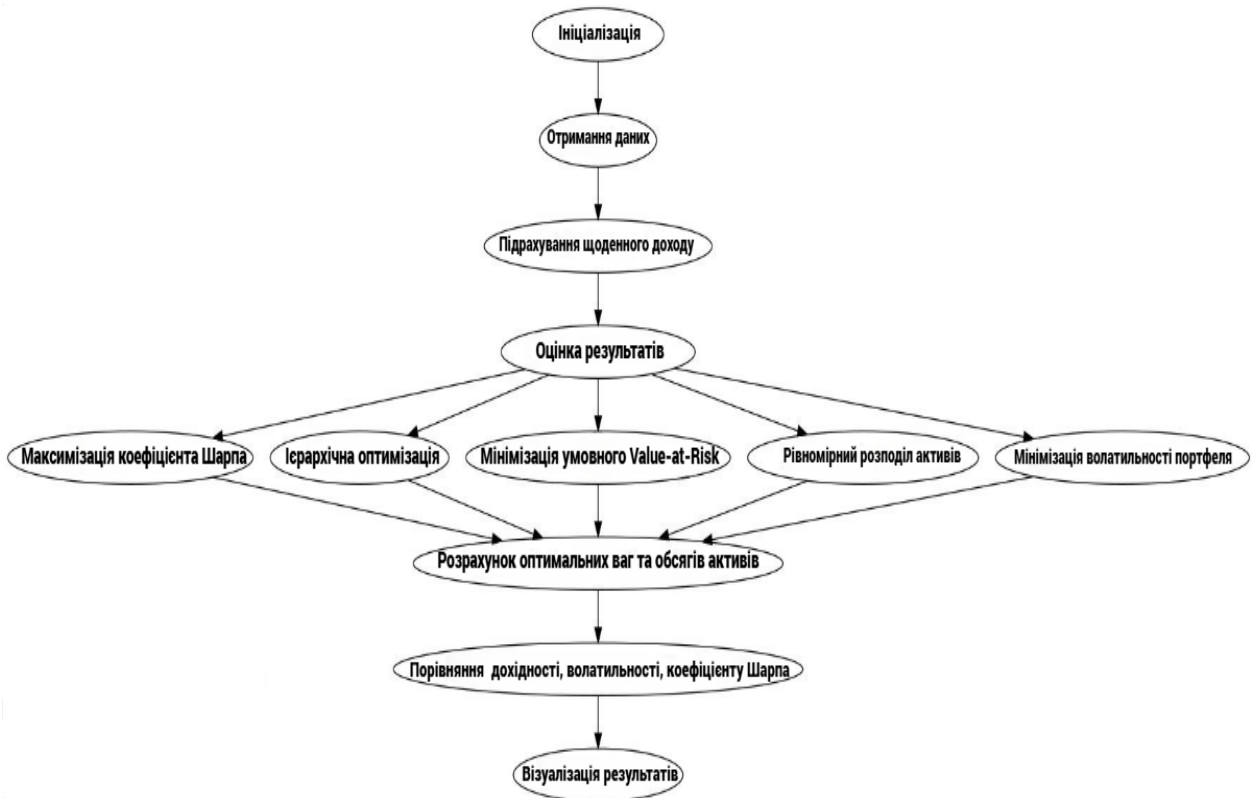 Ініціалізація
Отримання даних
Підрахування щоденного доходу
Оцінка результатів
Максимізація коефіцієнта Шарпа
Ієрархічна оптимізація
Мінімізація умовного Value-at-Risk
Рівномірний розподіл активів
Мінімізація волатильності портфеля
Розрахунок оптимальних ваг та обсягів активів
Порівняння дохідності, волатильності, коефіцієнту Шарпа
Візуалізація результатів